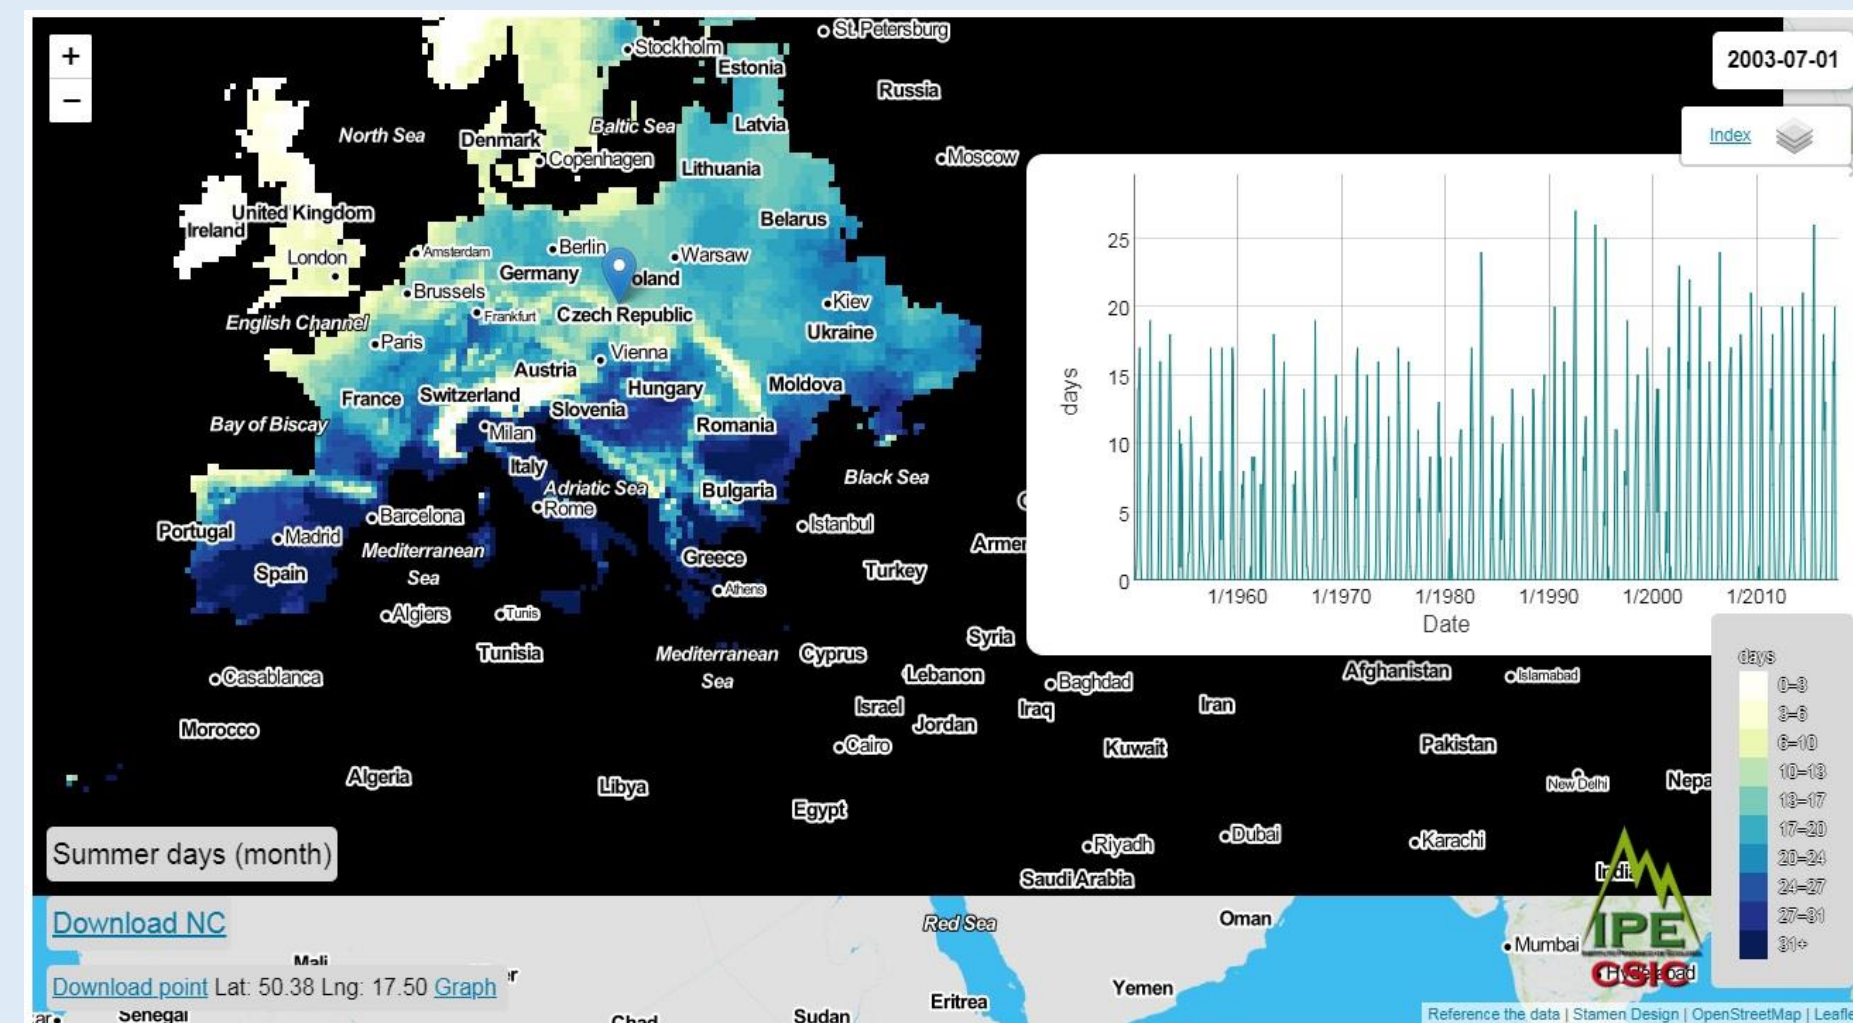 +
−
St. Petersburg
Stockholm
Estonia
Russia
2003-07-01
North Sea
Denmark
Baltic Sea
Latvia
Index
Copenhagen
Moscow
Lithuania
United Kingdom
Ireland
Belarus
London
Amsterdam
Berlin
Warsaw
Germany
oland
Brussels
Kiev
English Channel
Frankfurt
Czech Republic
Ukraine
Paris
Vienna
Austria
Hungary
Moldova
France
Switzerland
Slovenia
Bay of Biscay
Milan
Romania
Italy
Black Sea
Adriatic Sea
Bulgaria
Rome
Barcelona
Istanbul
Portugal
Madrid
Mediterranean
Sea
Greece
Armer
Spain
Turkey
Athens
Algiers
Tunis
Syria
Tunisia
Mediterranean
Sea
Cyprus
Casablanca
Lebanon
Baghdad
Afghanistan
Islamabad
Israel
Iraq
Iran
Morocco
Jordan
Cairo
Kuwait
Pakistan
Algeria
Libya
New Delhi
Nepa
Egypt
Riyadh
Dubai
Karachi
Saudi Arabia
India
25
20
15
10
5
0
days
1/1960
1/1970
1/1980
1/1990
1/2000
1/2010
Date
days
0–3
3–6
6–10
10–13
13–17
17–20
20–24
24–27
27–31
31+
Summer days (month)
Download NC
Red Sea
Oman
Mumbai
IPE
CSIC
Hyderabad
Mali
er
Download point Lat: 50.38 Lng: 17.50 Graph
Yemen
Eritrea
ar
Senegal
Chad
Sudan
Reference the data | Stamen Design | OpenStreetMap | Leafle